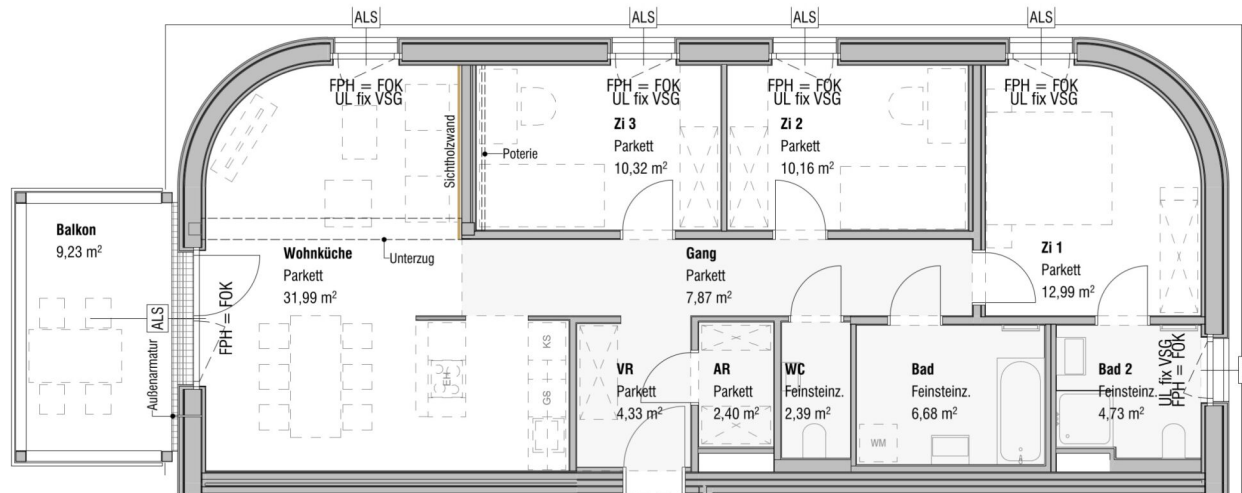 ALS
ALS
ALS
ALS
FPH = FOK
UL fix VSG
FPH = FOK
UL fix VSG
FPH = FOK
UL fix VSG
FPH = FOK
UL fix VSG
Sichtholzwand
Poterie
Zi 3
Parkett
10,32 m²
Zi 2
Parkett
10,16 m²
Balkon
9,23 m²
Wohnküche
Parkett
31,99 m²
Unterzug
Gang
Parkett
7,87 m²
Zi 1
Parkett
12,99 m²
ALS
FPH = FOK
Außenarmatur
EH
KS
GS
VR
Parkett
4,33 m²
AR
Parkett
2,40 m²
WC
Feinsteinz.
2,39 m²
Bad
Feinsteinz.
6,68 m²
WM
Bad 2
Feinsteinz.
4,73 m²
UL fix VSG
FPH = FOK